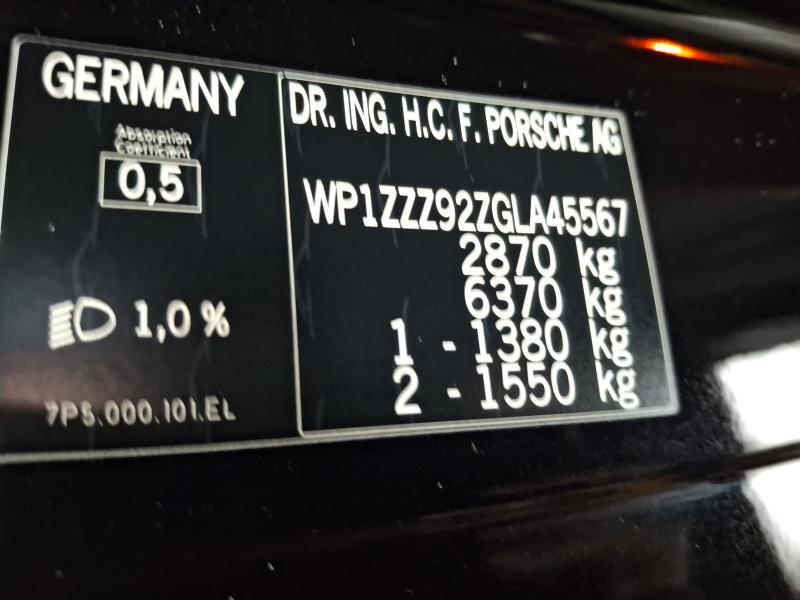 GERMANY
Absorption
Coefficient
0,5
1,0 %
7P5.000.101.EL
DR. ING. H.C. F. PORSCHE AG
WP1ZZZ92ZGLA45567
2870 kg
6370 kg
1 - 1380 kg
2 - 1550 kg